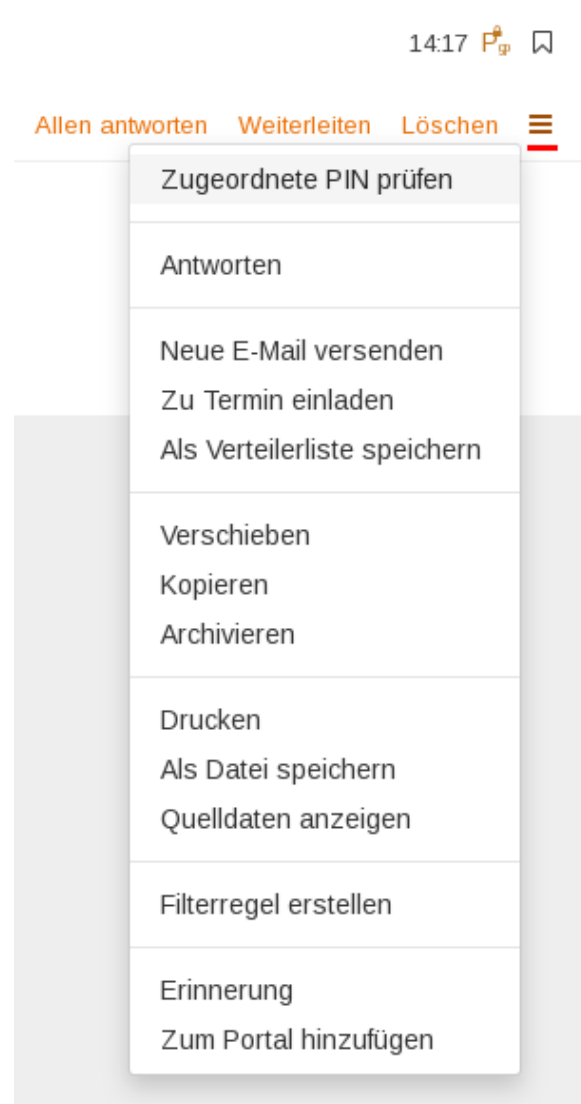 14:17 Pgp
Allen antworten Weiterleiten Löschen
Zugeordnete PIN prüfen
Antworten
Neue E-Mail versenden
Zu Termin einladen
Als Verteilerliste speichern
Verschieben
Kopieren
Archivieren
Drucken
Als Datei speichern
Quelldaten anzeigen
Filterregel erstellen
Erinnerung
Zum Portal hinzufügen